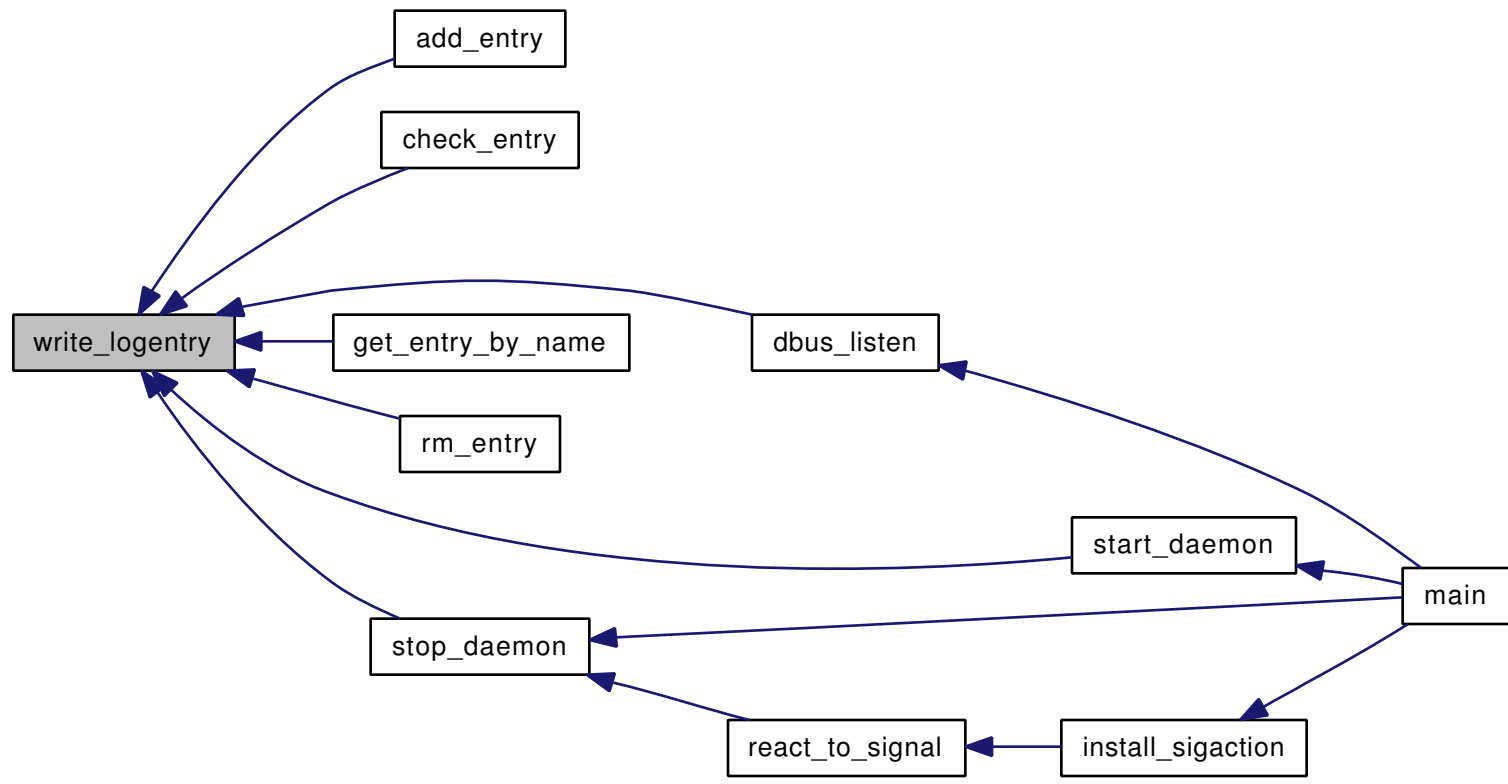 add_entry
check_entry
write_logentry
get_entry_by_name
dbus_listen
rm_entry
start_daemon
main
stop_daemon
react_to_signal
install_sigaction